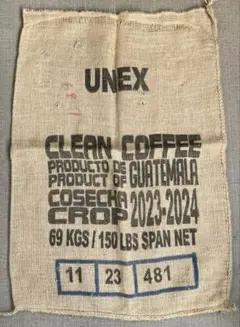 UNEX
CLEAN COFFEE
PRODUCTO DE
PRODUCT OF GUATEMALA
COSECHA
CROP 2023-2024
69 KGS / 150 LBS SPAN NET
11 23 481